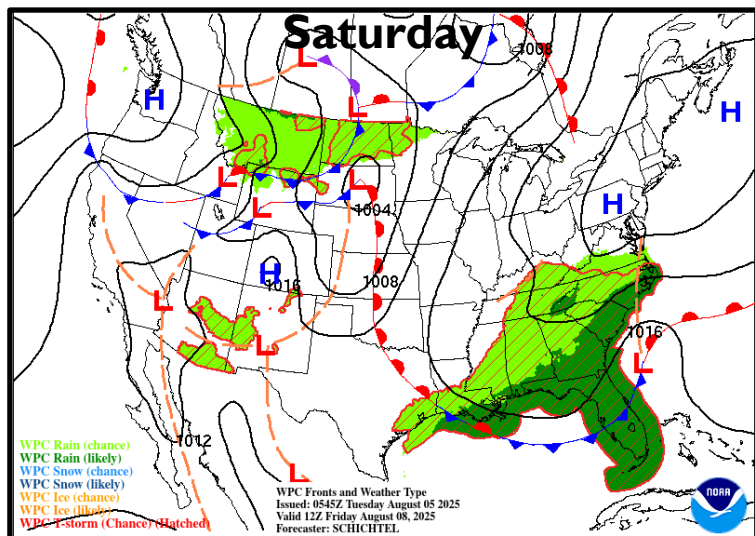 Saturday
1008
H
L
L
H
L
L
L
H
1004
H
1016
1008
L
L
1016
L
1012
L
WPC Rain (chance)
WPC Rain (likely)
WPC Snow (chance)
WPC Snow (likely)
WPC Ice (chance)
WPC Ice (likely)
WPC T-storm (Chance) (Hatched)
WPC Fronts and Weather Type
Issued: 0545Z Tuesday August 05 2025
Valid 12Z Friday August 08, 2025
Forecaster: SCHICHTEL
NOAA